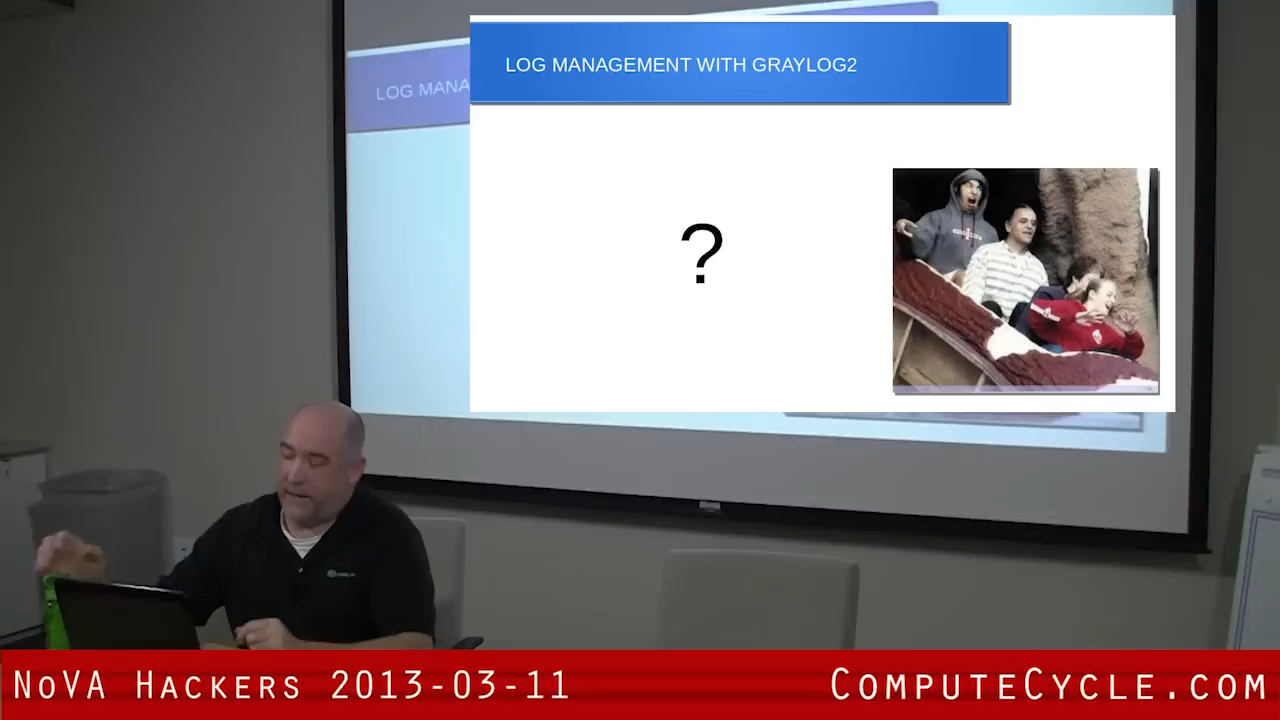 LOG MANAGEMENT WITH GRAYLOG2
LOG MANA
?
NoVA Hackers 2013-03-11
ComputeCycle.com